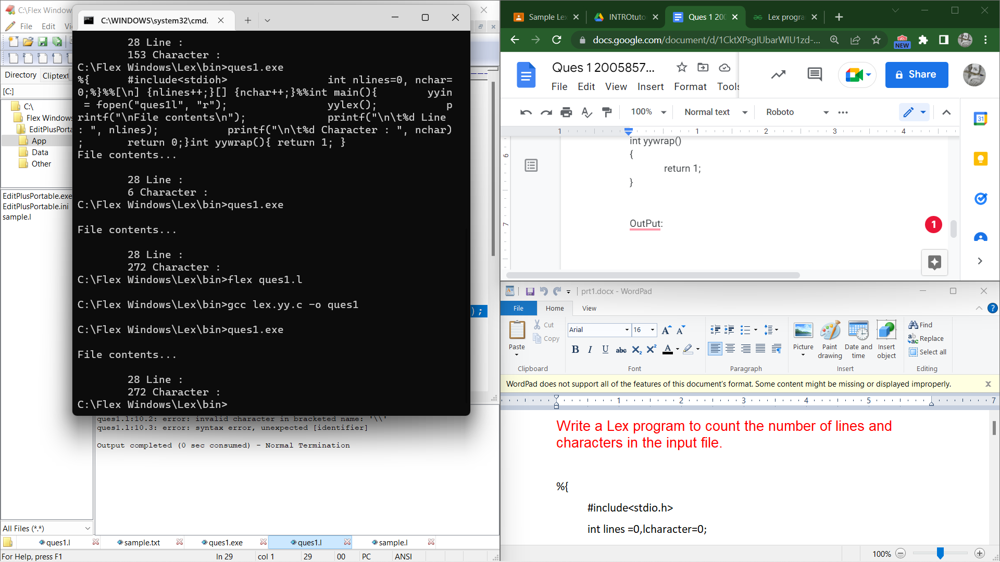 C:\Flex Window
File Edit Vi
Directory Cliptext
[C:]
C:\
Flex Windows
EditPlusPorta
App
Data
Other
EditPlusPortable.exe
EditPlusPortable.ini
sample.l
All Files (*.*)
C:\WINDOWS\system32\cmd.
28 Line :
153 Character :
C:\Flex Windows\Lex\bin>ques1.exe
%{ #include<stdioh> int nlines=0, nchar=
0;%}%%[\n] {nlines++;}[] {nchar++;}%%int main(){ yyin
= fopen("ques1l", "r"); yylex(); p
rintf("\nFile contents\n"); printf("\n\t%d Line
: ", nlines); printf("\n\t%d Character : ", nchar)
; return 0;}int yywrap(){ return 1; }
File contents...
28 Line :
6 Character :
C:\Flex Windows\Lex\bin>ques1.exe
File contents...
28 Line :
272 Character :
C:\Flex Windows\Lex\bin>flex ques1.l
C:\Flex Windows\Lex\bin>gcc lex.yy.c -o ques1
C:\Flex Windows\Lex\bin>ques1.exe
File contents...
28 Line :
272 Character :
C:\Flex Windows\Lex\bin>
);
ques1.l:10.2: error: invalid character in bracketed name: '\\'
ques1.l:10.3: error: syntax error, unexpected [identifier]
Output completed (0 sec consumed) - Normal Termination
ques1.l sample.txt ques1.exe ques1.l sample.l
For Help, press F1 ln 29 col 1 29 00 PC ANSI
Sample Le INTROtuto Ques 1 200 Lex progra
docs.google.com/document/d/1CktXPsglUbarWIU1zd-...
NEW
Ques 1 2005857...
File Edit View Insert Format Tools
Share
100% Normal text Roboto
31
1 1 2 3 4
6
7
int yywrap()
{
return 1;
}
OutPut:
1
prt1.docx - WordPad
File Home View
Paste
Cut
Copy
Clipboard
Arial 16
B I U abc X2 X2 A
Font
Paragraph
Picture
Paint drawing
Date and time
Insert object
Insert
Find
Replace
Select all
Editing
WordPad does not support all of the features of this document's format. Some content might be missing or displayed improperly.
1 2 3 4 5 7
Write a Lex program to count the number of lines and
characters in the input file.
%{
#include<stdio.h>
int lines =0,lcharacter=0;
100%